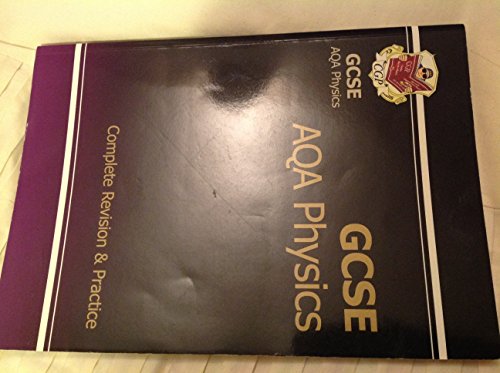 GCSE
AQA Physics
CGP
GCSE
AQA Physics
Complete Revision & Practice